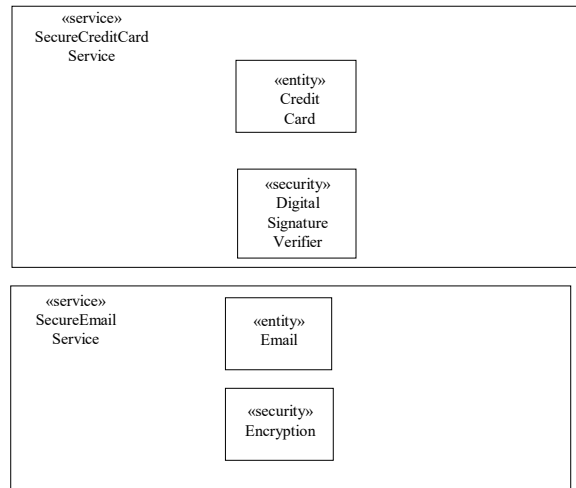 «service»
SecureCreditCard
Service
«entity»
Credit
Card
«security»
Digital
Signature
Verifier
«service»
SecureEmail
Service
«entity»
Email
«security»
Encryption